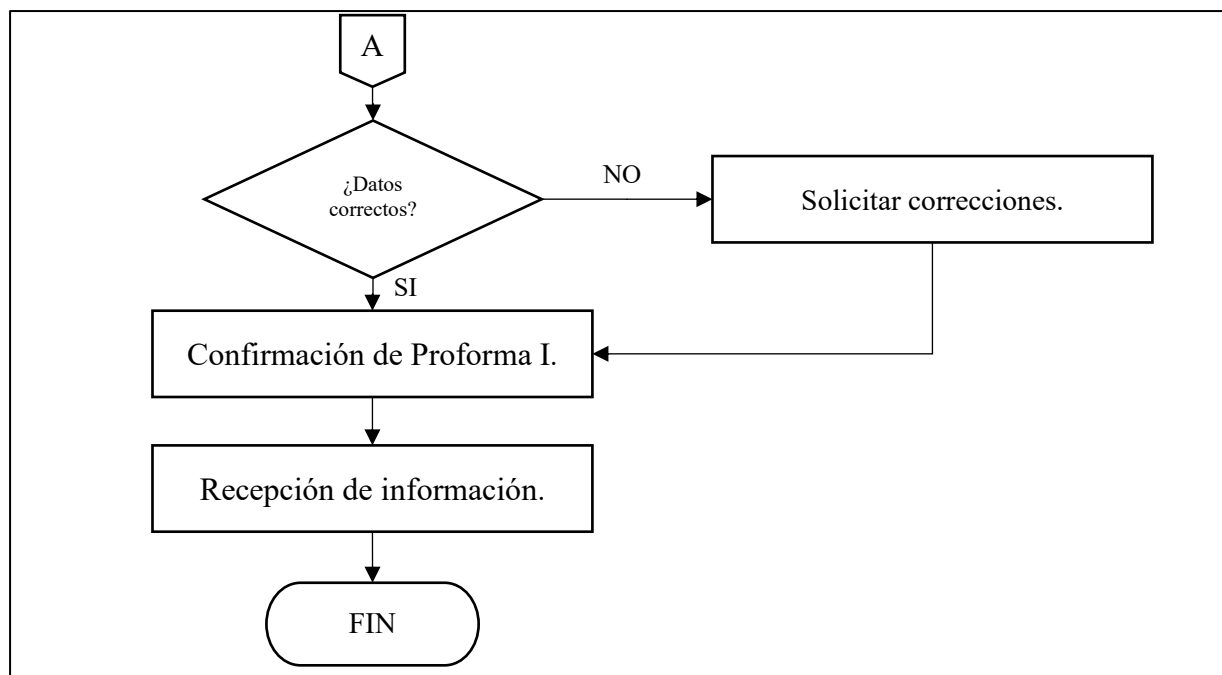 A
¿Datos
correctos?
NO
Solicitar correcciones.
SI
Confirmación de Proforma I.
Recepción de información.
FIN